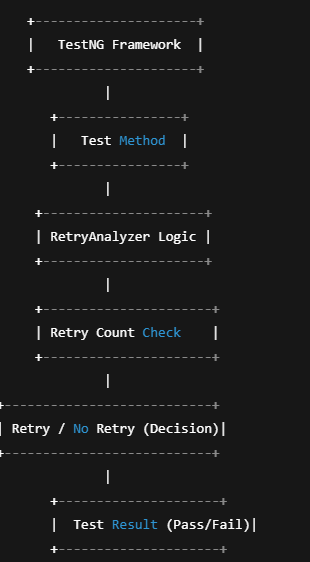 +---------------------+
|   TestNG Framework  |
+---------------------+
|
+----------------+
|   Test Method  |
+----------------+
|
+---------------------+
| RetryAnalyzer Logic |
+---------------------+
|
+----------------------+
| Retry Count Check    |
+----------------------+
|
+---------------------------+
| Retry / No Retry (Decision)|
+---------------------------+
|
+---------------------+
|  Test Result (Pass/Fail)|
+---------------------+